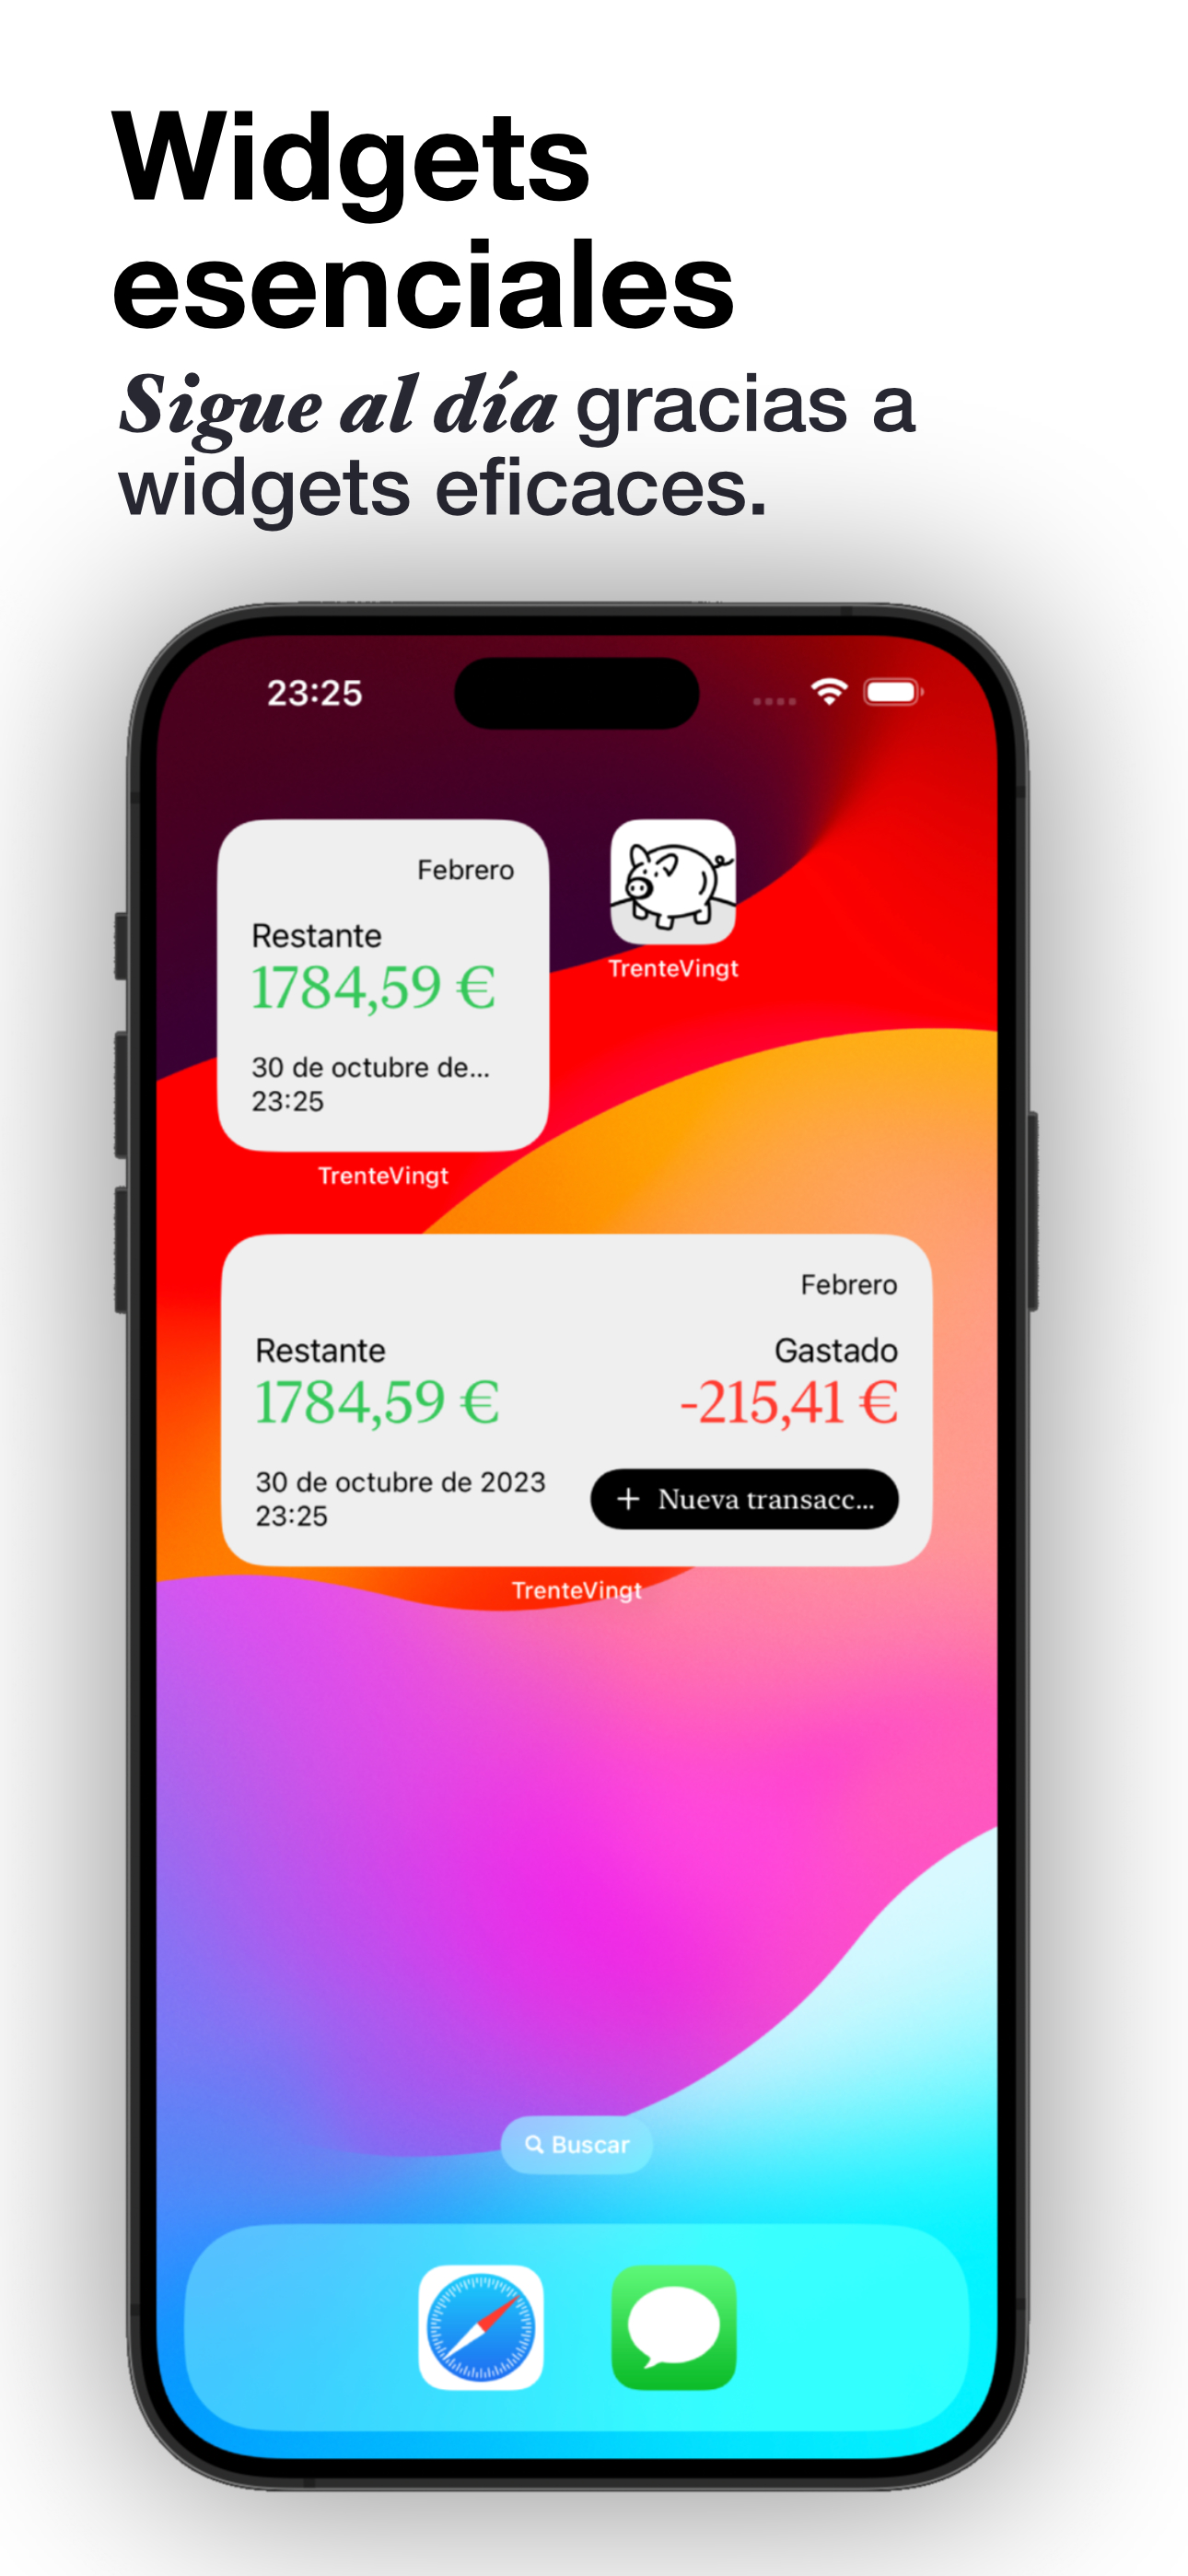 Widgets
esenciales
Sigue al día gracias a
widgets eficaces.
23:25
Febrero
Restante
1784,59 €
30 de octubre de...
23:25
TrenteVingt
TrenteVingt
Febrero
Restante
1784,59 €
Gastado
-215,41 €
30 de octubre de 2023
23:25
+ Nueva transacc...
TrenteVingt
Buscar